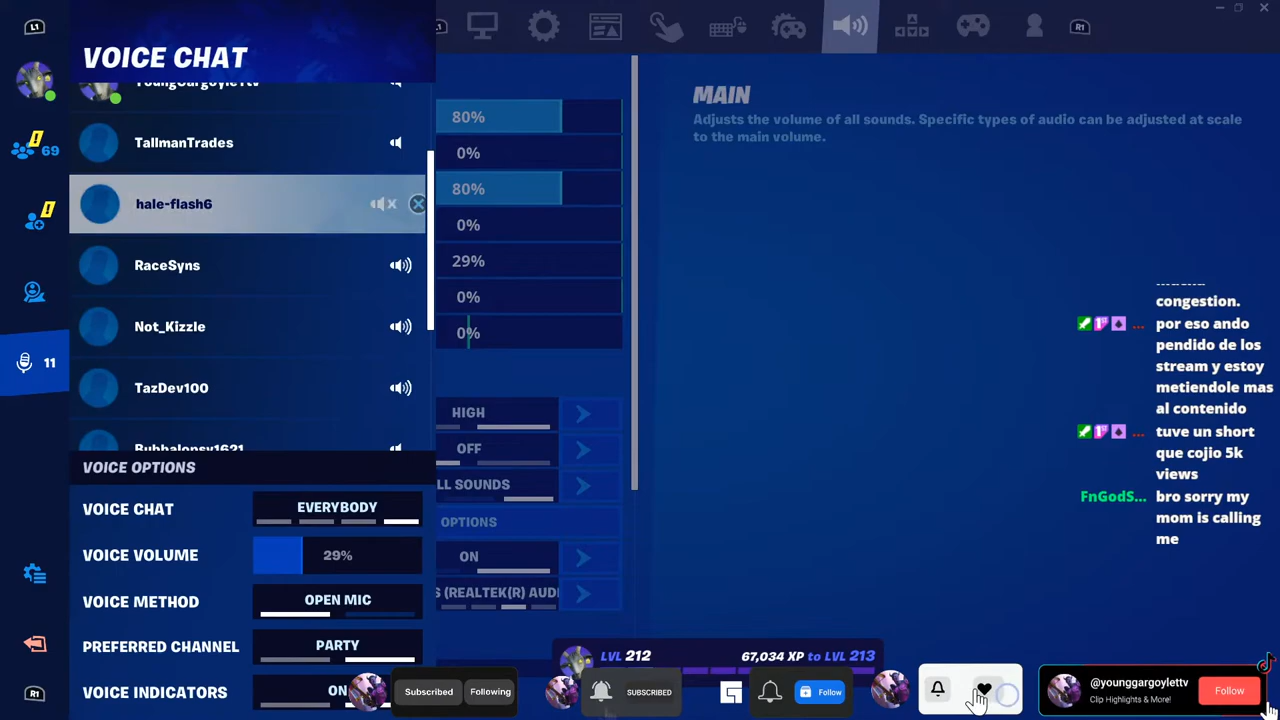 L1
VOICE CHAT
YoungGargoyleTtv
69
TallmanTrades
hale-flash6
RaceSyns
Not_Kizzle
11
TazDev100
VOICE OPTIONS
VOICE CHAT
EVERYBODY
VOICE VOLUME
29%
VOICE METHOD
OPEN MIC
PREFERRED CHANNEL
PARTY
VOICE INDICATORS
ON
R1
R1
80%
0%
80%
0%
29%
0%
0%
HIGH
OFF
LL SOUNDS
OPTIONS
ON
S (REALTEK(R) AUDI
MAIN
Adjusts the volume of all sounds. Specific types of audio can be adjusted at scale
to the main volume.
congestion.
por eso ando
pendido de los
stream y estoy
metiendole mas
al contenido
tuve un short
que cojio 5k
views
FnGodS... bro sorry my
mom is calling
me
LVL 212
67,034 XP to LVL 213
Subscribed
Following
SUBSCRIBED
Follow
@younggargoylettv
Clip Highlights & More!
Follow